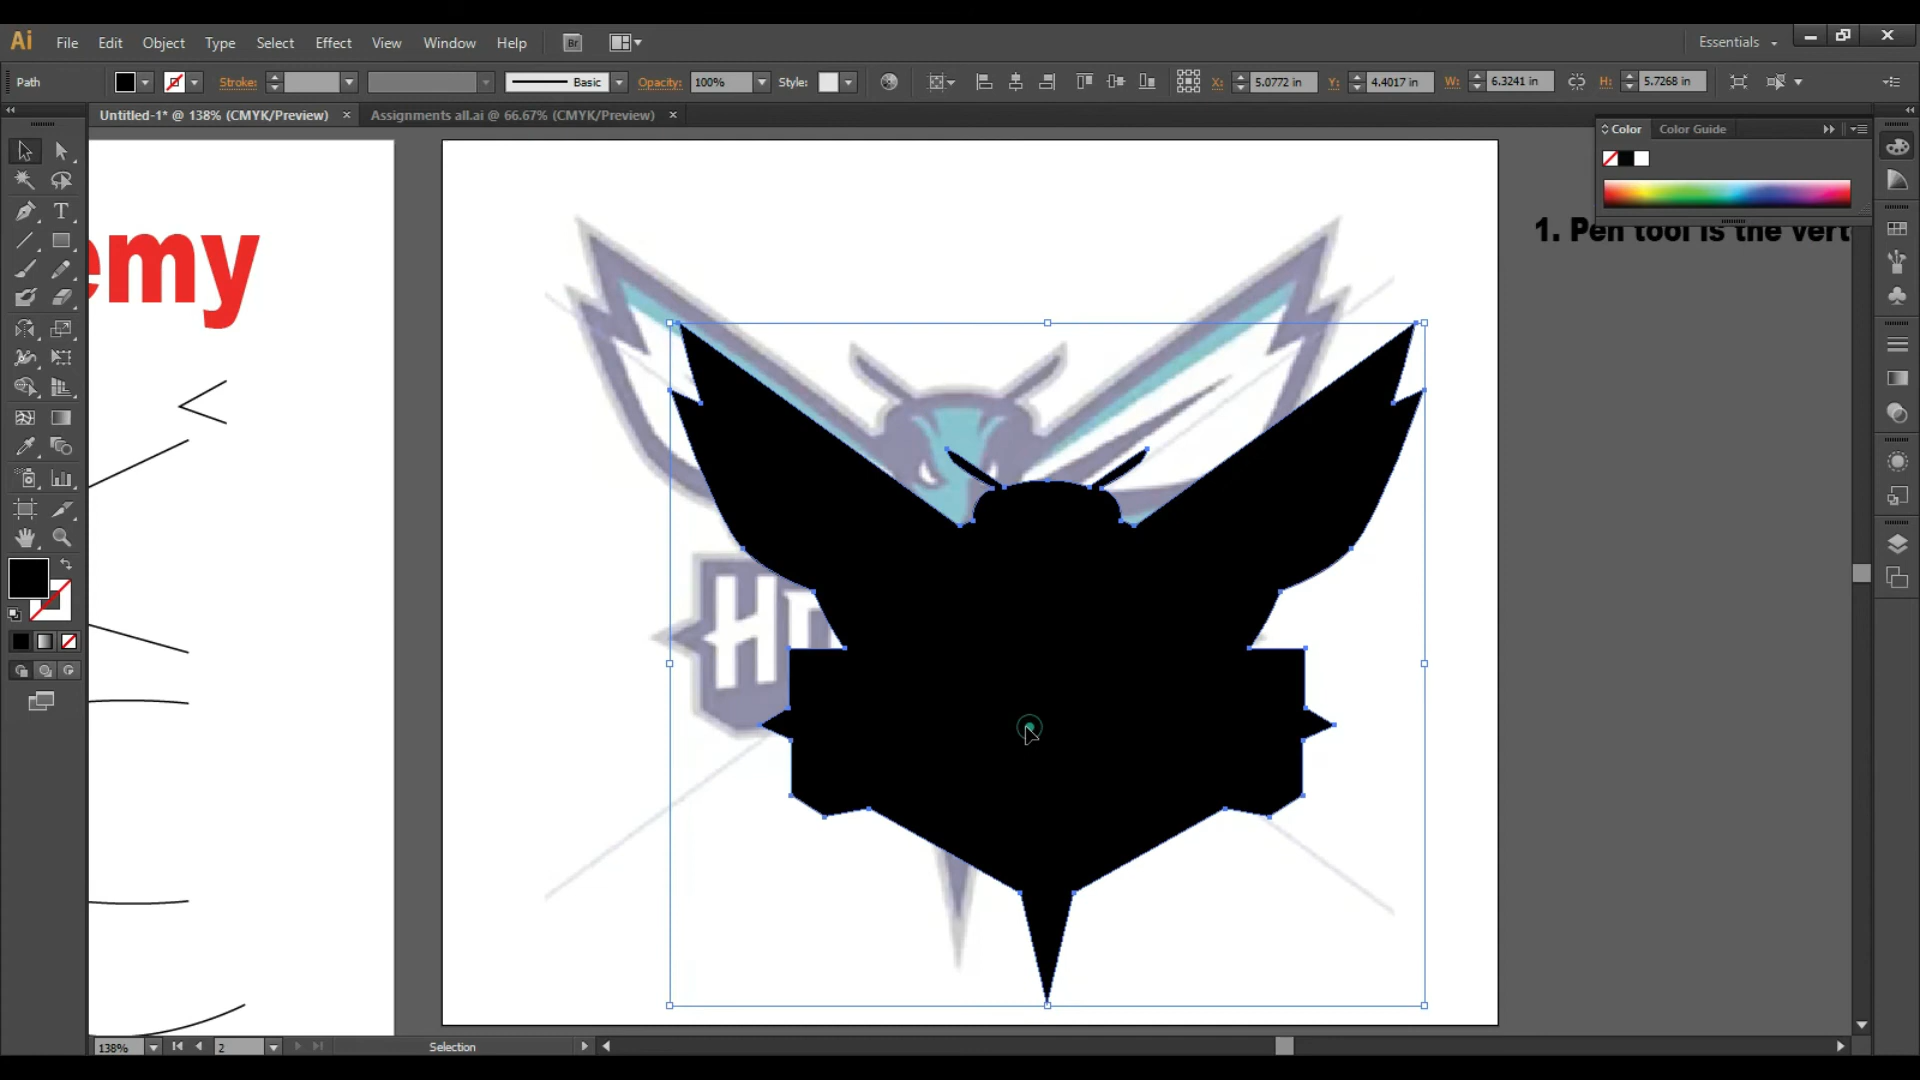 Ai File Edit Object Type Select Effect View Window Help Br Essentials
Path Stroke: Basic Opacity: 100% Style: X: 5.0772 in Y: 4.4017 in W: 6.3241 in H: 5.7268 in
Untitled-1* @ 138% (CMYK/Preview) × Assignments all.ai @ 66.67% (CMYK/Preview) ×
Color Color Guide
1. Pen tool is the vert
emy
H
138% 2 Selection